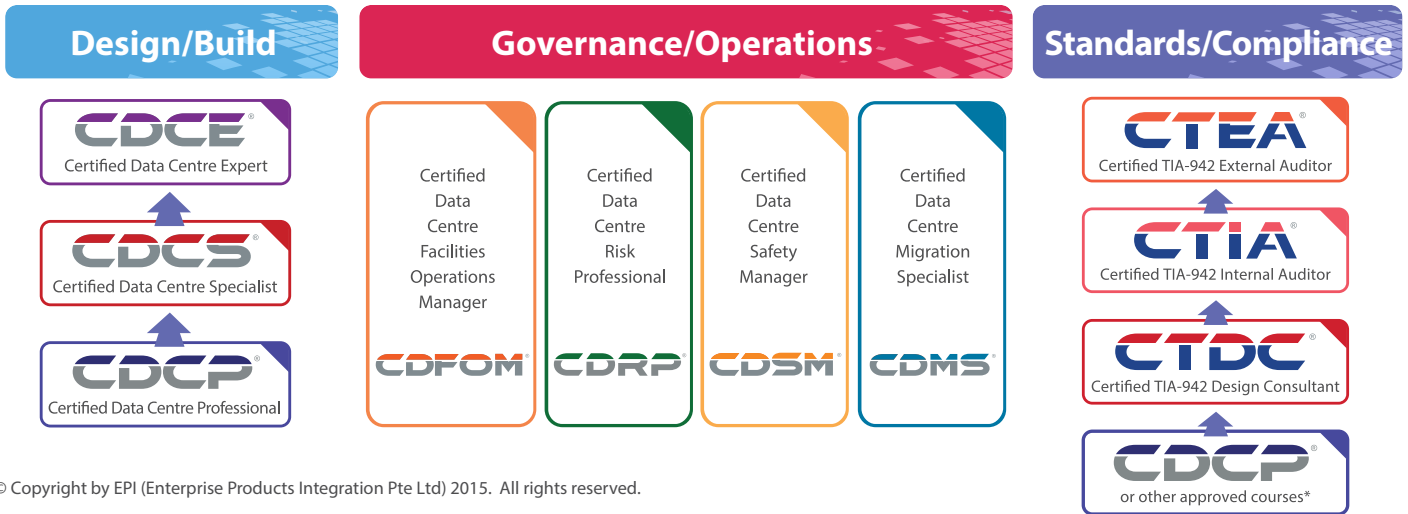 Design/Build
CDCE®
Certified Data Centre Expert
CDCS®
Certified Data Centre Specialist
CDCP®
Certified Data Centre Professional
Governance/Operations
Certified
Data
Centre
Facilities
Operations
Manager
CDFOM®
Certified
Data
Centre
Risk
Professional
CDRP®
Certified
Data
Centre
Safety
Manager
CDSM®
Certified
Data
Centre
Migration
Specialist
CDMS®
Standards/Compliance
CTEA®
Certified TIA-942 External Auditor
CTIA®
Certified TIA-942 Internal Auditor
CTDC®
Certified TIA-942 Design Consultant
CDCP®
or other approved courses*
© Copyright by EPI (Enterprise Products Integration Pte Ltd) 2015. All rights reserved.